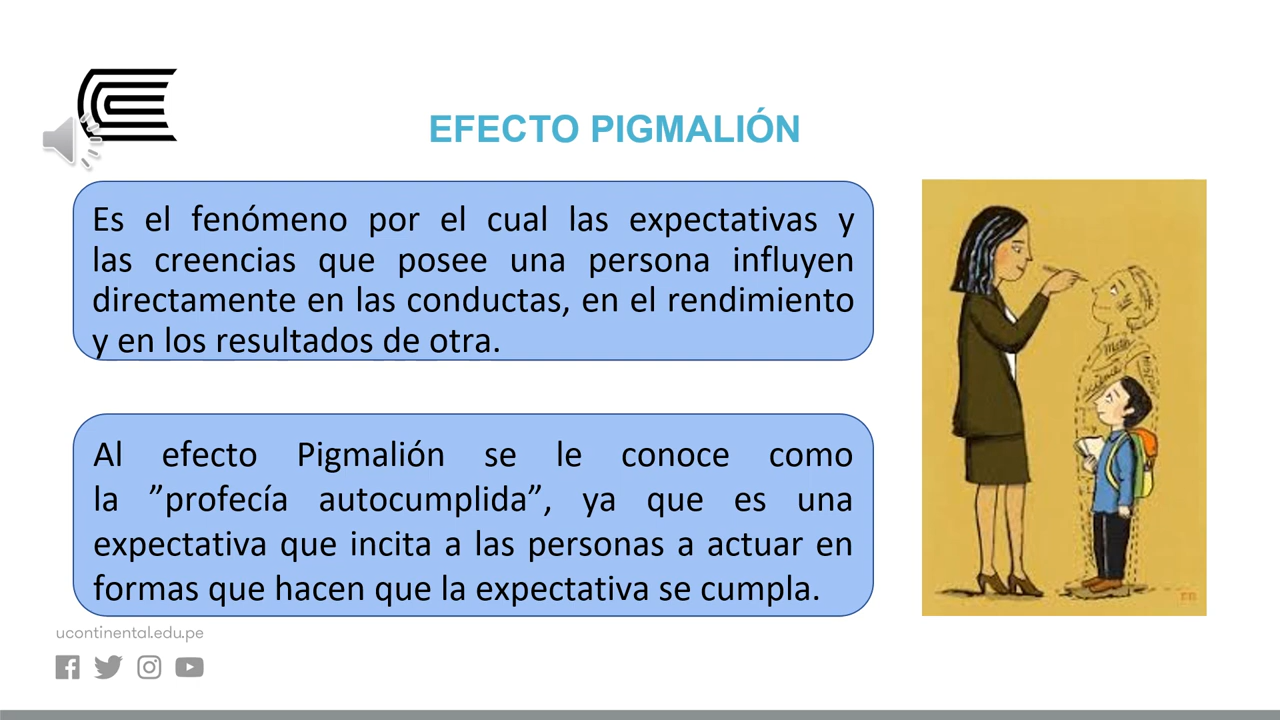 EFECTO PIGMALIÓN
Es el fenómeno por el cual las expectativas y
las creencias que posee una persona influyen
directamente en las conductas, en el rendimiento
y en los resultados de otra.
Math
Science
Al efecto Pigmalión se le conoce como
la ”profecía autocumplida”, ya que es una
expectativa que incita a las personas a actuar en
formas que hacen que la expectativa se cumpla.
ucontinental.edu.pe